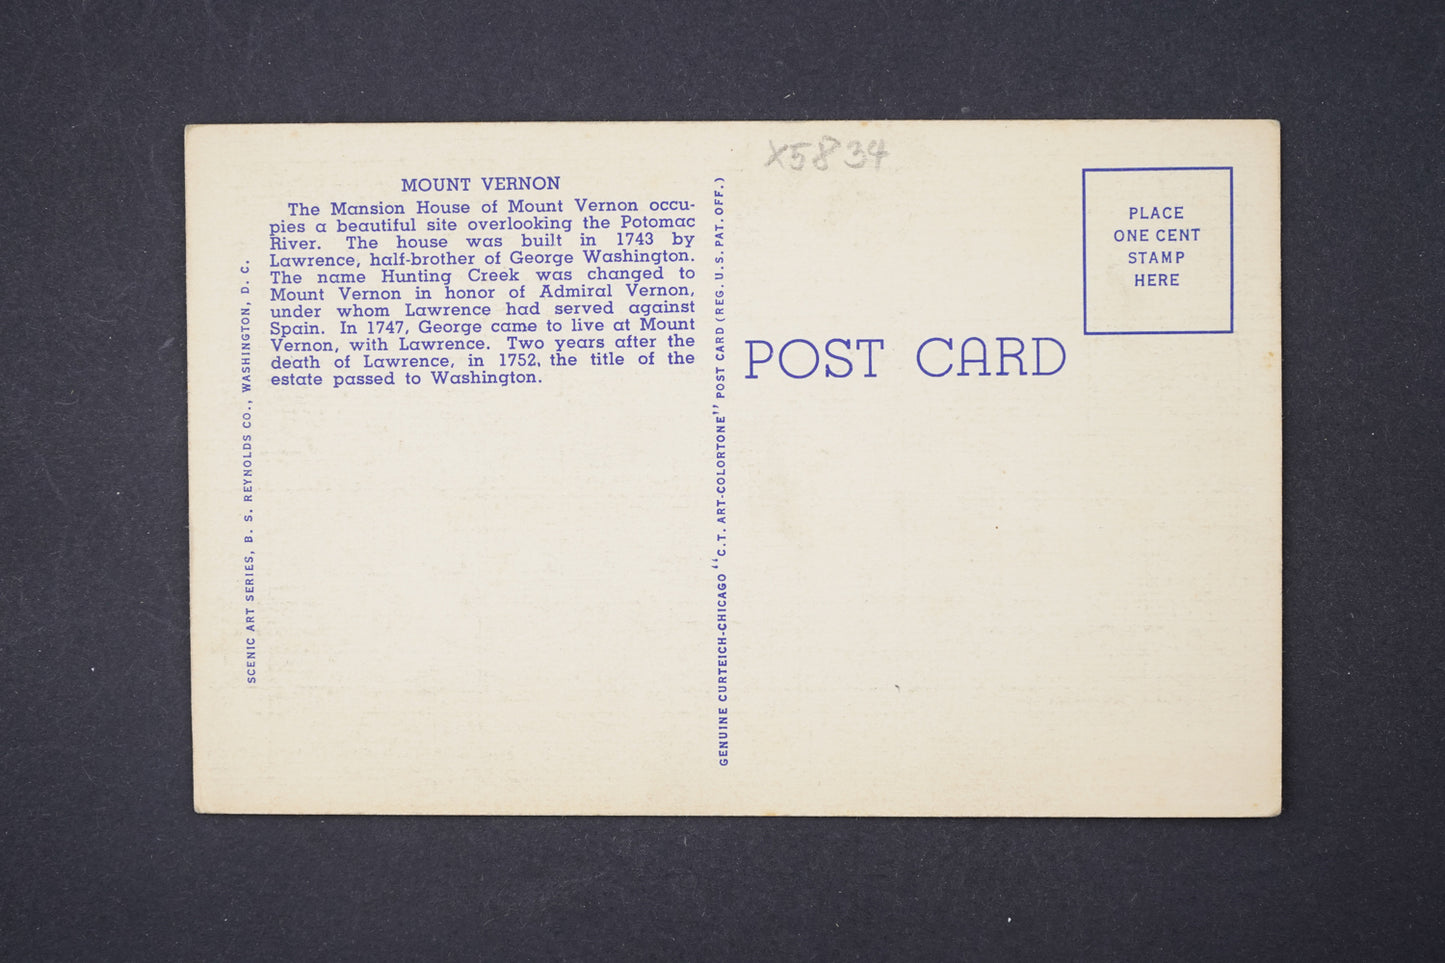 MOUNT VERNON
The Mansion House of Mount Vernon occu-
pies a beautiful site overlooking the Potomac
River. The house was built in 1743 by
Lawrence, half-brother of George Washington.
The name Hunting Creek was changed to
Mount Vernon in honor of Admiral Vernon,
under whom Lawrence had served against
Spain. In 1747, George came to live at Mount
Vernon, with Lawrence. Two years after the
death of Lawrence, in 1752, the title of the
estate passed to Washington.
SCENIC ART SERIES, B. S. REYNOLDS CO., WASHINGTON, D. C.
GENUINE CURTEICH-CHICAGO "C.T. ART-COLORTONE" POST CARD (REG. U.S. PAT. OFF.)
X5834
POST CARD
PLACE
ONE CENT
STAMP
HERE